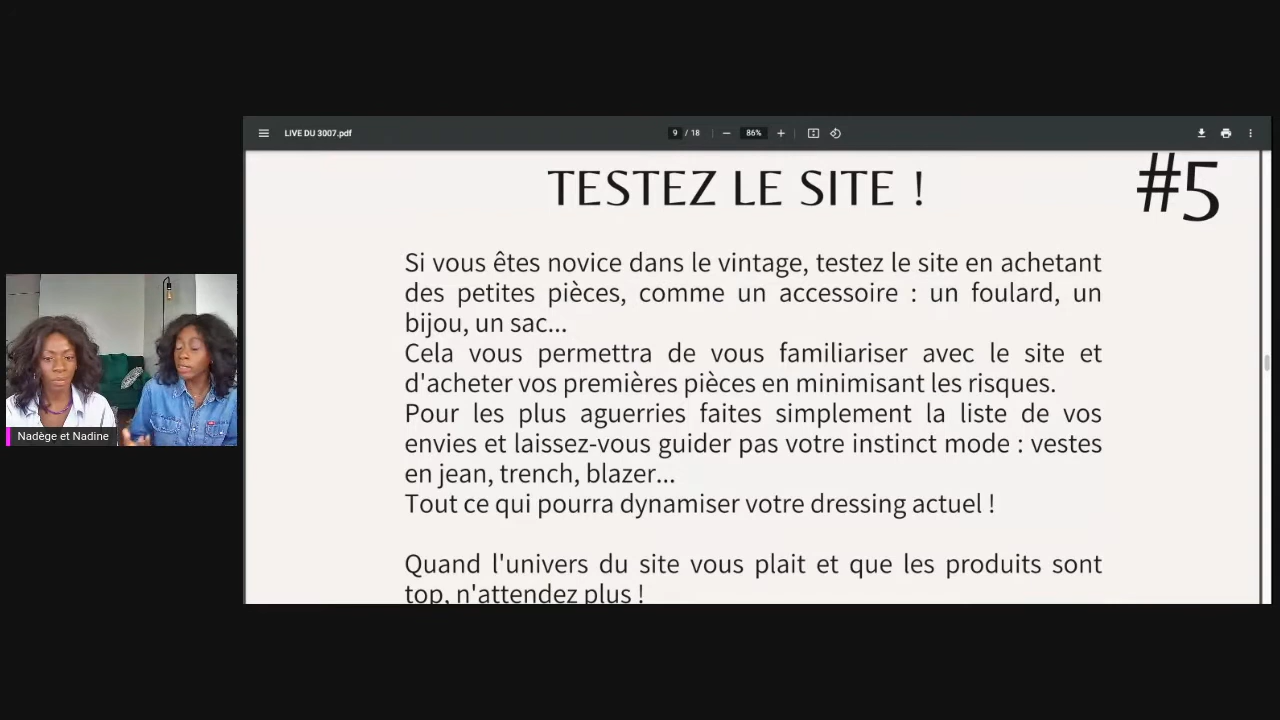 LIVE DU 3007.pdf
9 / 18
86%
TESTEZ LE SITE !
#5
Si vous êtes novice dans le vintage, testez le site en achetant
des petites pièces, comme un accessoire : un foulard, un
bijou, un sac...
Cela vous permettra de vous familiariser avec le site et
d'acheter vos premières pièces en minimisant les risques.
Pour les plus aguerries faites simplement la liste de vos
envies et laissez-vous guider pas votre instinct mode : vestes
en jean, trench, blazer...
Tout ce qui pourra dynamiser votre dressing actuel !
Quand l'univers du site vous plait et que les produits sont
top, n'attendez plus !
Nadège et Nadine